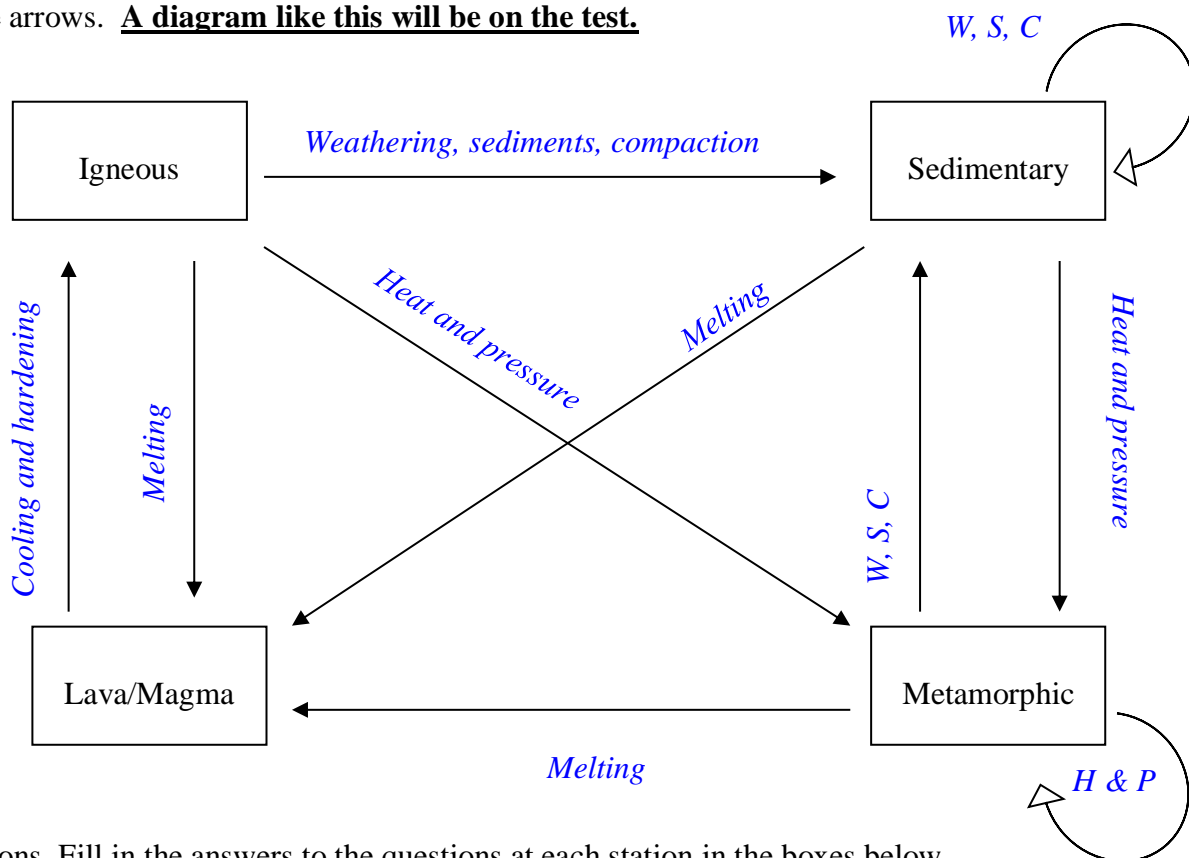 arrows. A diagram like this will be on the test.
W, S, C
Igneous
Weathering, sediments, compaction
Sedimentary
Heat and pressure
Melting
Cooling and hardening
Melting
W, S, C
Heat and pressure
Lava/Magma
Metamorphic
Melting
H & P
Fill in the answers to the questions at each station in the boxes below.